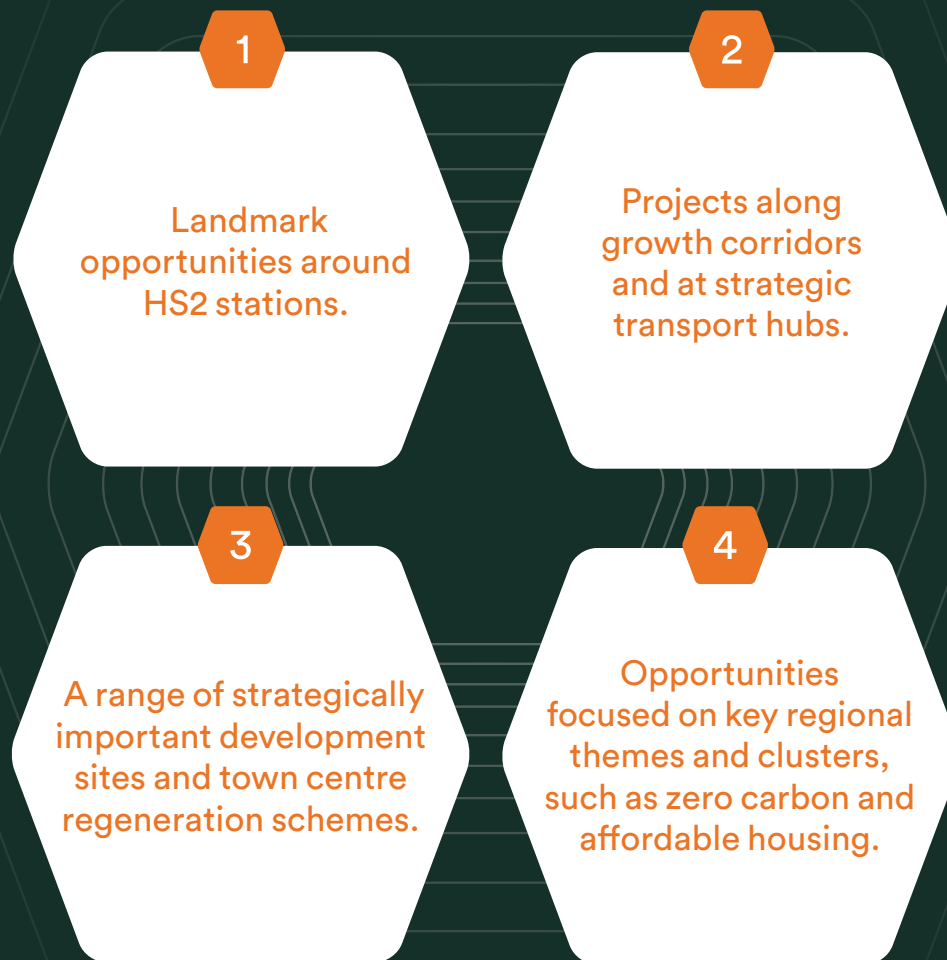 1
Landmark
opportunities around
HS2 stations.
2
Projects along
growth corridors
and at strategic
transport hubs.
3
A range of strategically
important development
sites and town centre
regeneration schemes.
4
Opportunities
focused on key regional
themes and clusters,
such as zero carbon and
affordable housing.